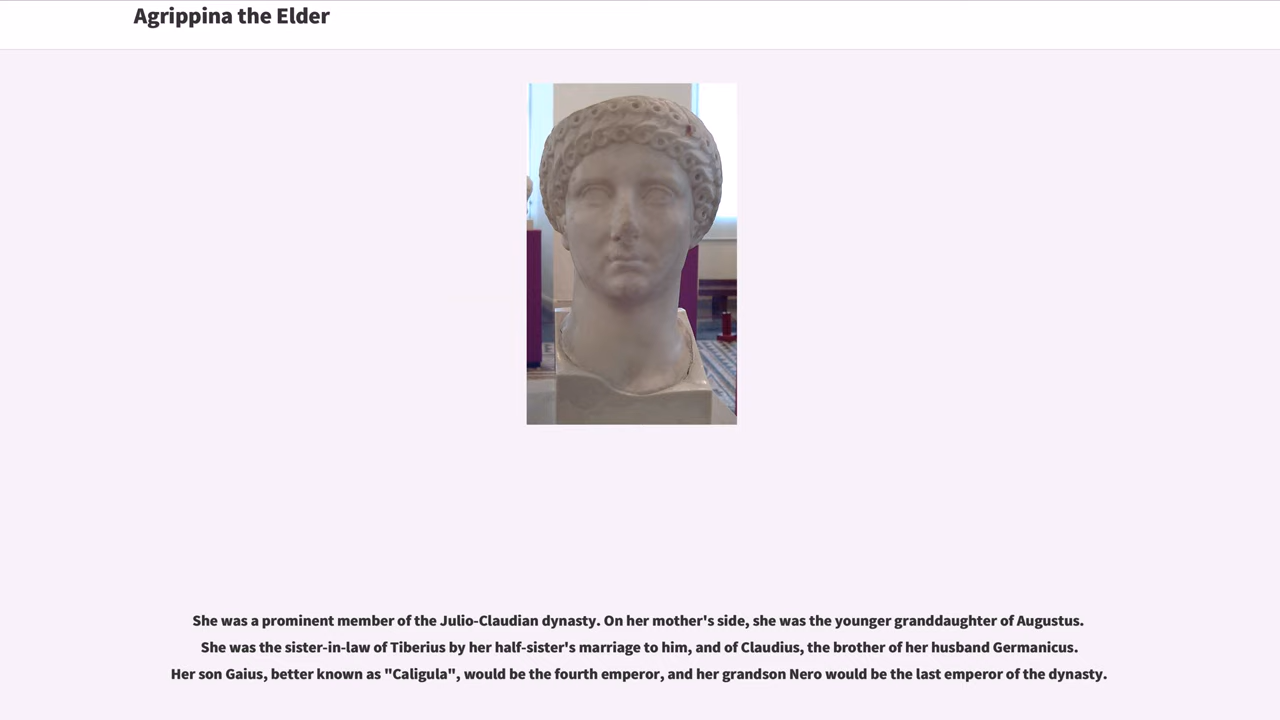 Agrippina the Elder
She was a prominent member of the Julio-Claudian dynasty. On her mother's side, she was the younger granddaughter of Augustus.
She was the sister-in-law of Tiberius by her half-sister's marriage to him, and of Claudius, the brother of her husband Germanicus.
Her son Gaius, better known as "Caligula", would be the fourth emperor, and her grandson Nero would be the last emperor of the dynasty.